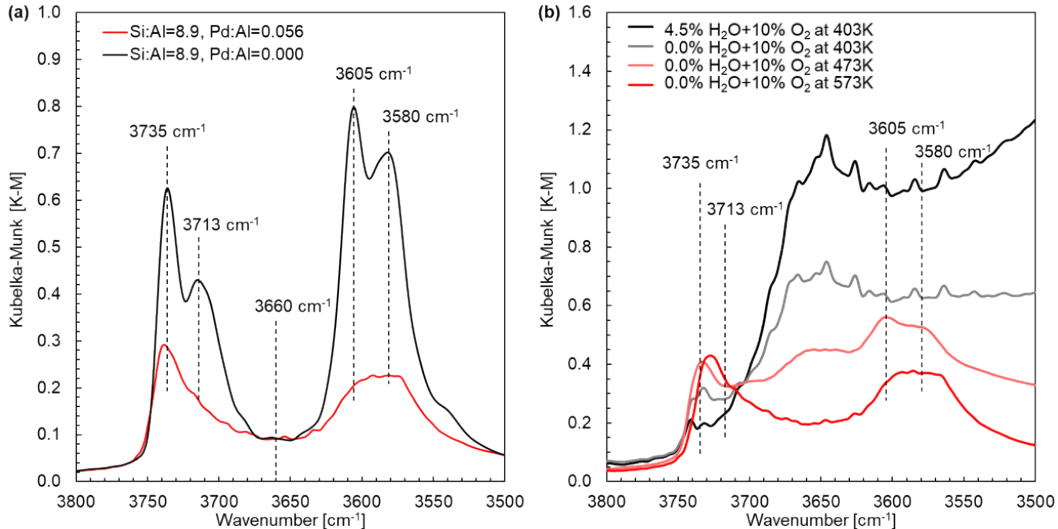 (a)
Si:Al=8.9, Pd:Al=0.056
Si:Al=8.9, Pd:Al=0.000
3605 cm⁻¹
3580 cm⁻¹
3735 cm⁻¹
3713 cm⁻¹
3660 cm⁻¹
Kubelka-Munk [K-M]
1.0
0.9
0.8
0.7
0.6
0.5
0.4
0.3
0.2
0.1
0.0
3800 3750 3700 3650 3600 3550 3500
Wavenumber [cm⁻¹]
(b)
4.5% H₂O+10% O₂ at 403K
0.0% H₂O+10% O₂ at 403K
0.0% H₂O+10% O₂ at 473K
0.0% H₂O+10% O₂ at 573K
3605 cm⁻¹
3580 cm⁻¹
3735 cm⁻¹
3713 cm⁻¹
Kubelka-Munk [K-M]
1.6
1.4
1.2
1.0
0.8
0.6
0.4
0.2
0.0
3800 3750 3700 3650 3600 3550 3500
Wavenumber [cm⁻¹]